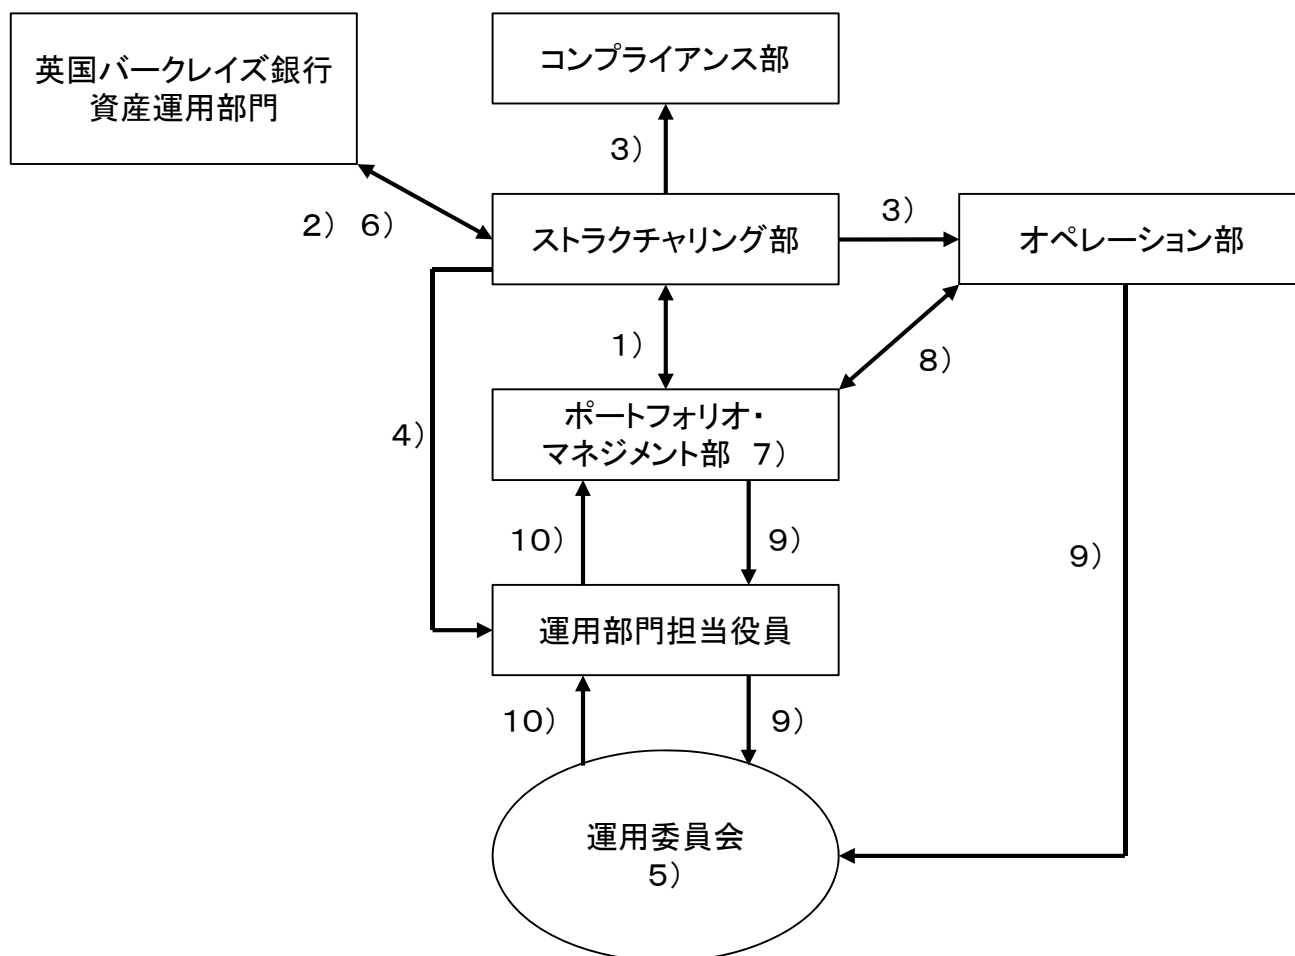 英国バークレイズ銀行
資産運用部門
コンプライアンス部
3）
2） 6）
ストラクチャリング部
3）
オペレーション部
1）
8）
4）
ポートフォリオ・
マネジメント部 7）
10）
9）
9）
運用部門担当役員
10）
9）
運用委員会
5）